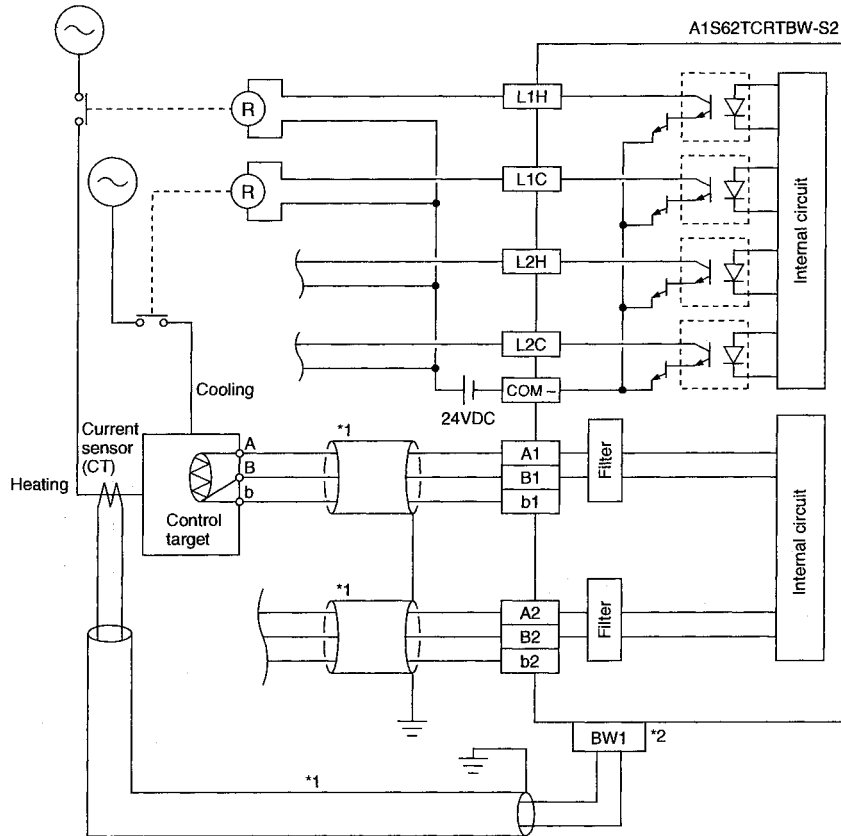 A1S62TCRTBW-S2
R
L1H
R
L1C
L2H
L2C
Internal circuit
Cooling
24VDC
COM –
Current
sensor
(CT)
Heating
A
B
b
Control
target
*1
A1
B1
b1
Filter
Internal circuit
*1
A2
B2
b2
Filter
BW1
*2
*1